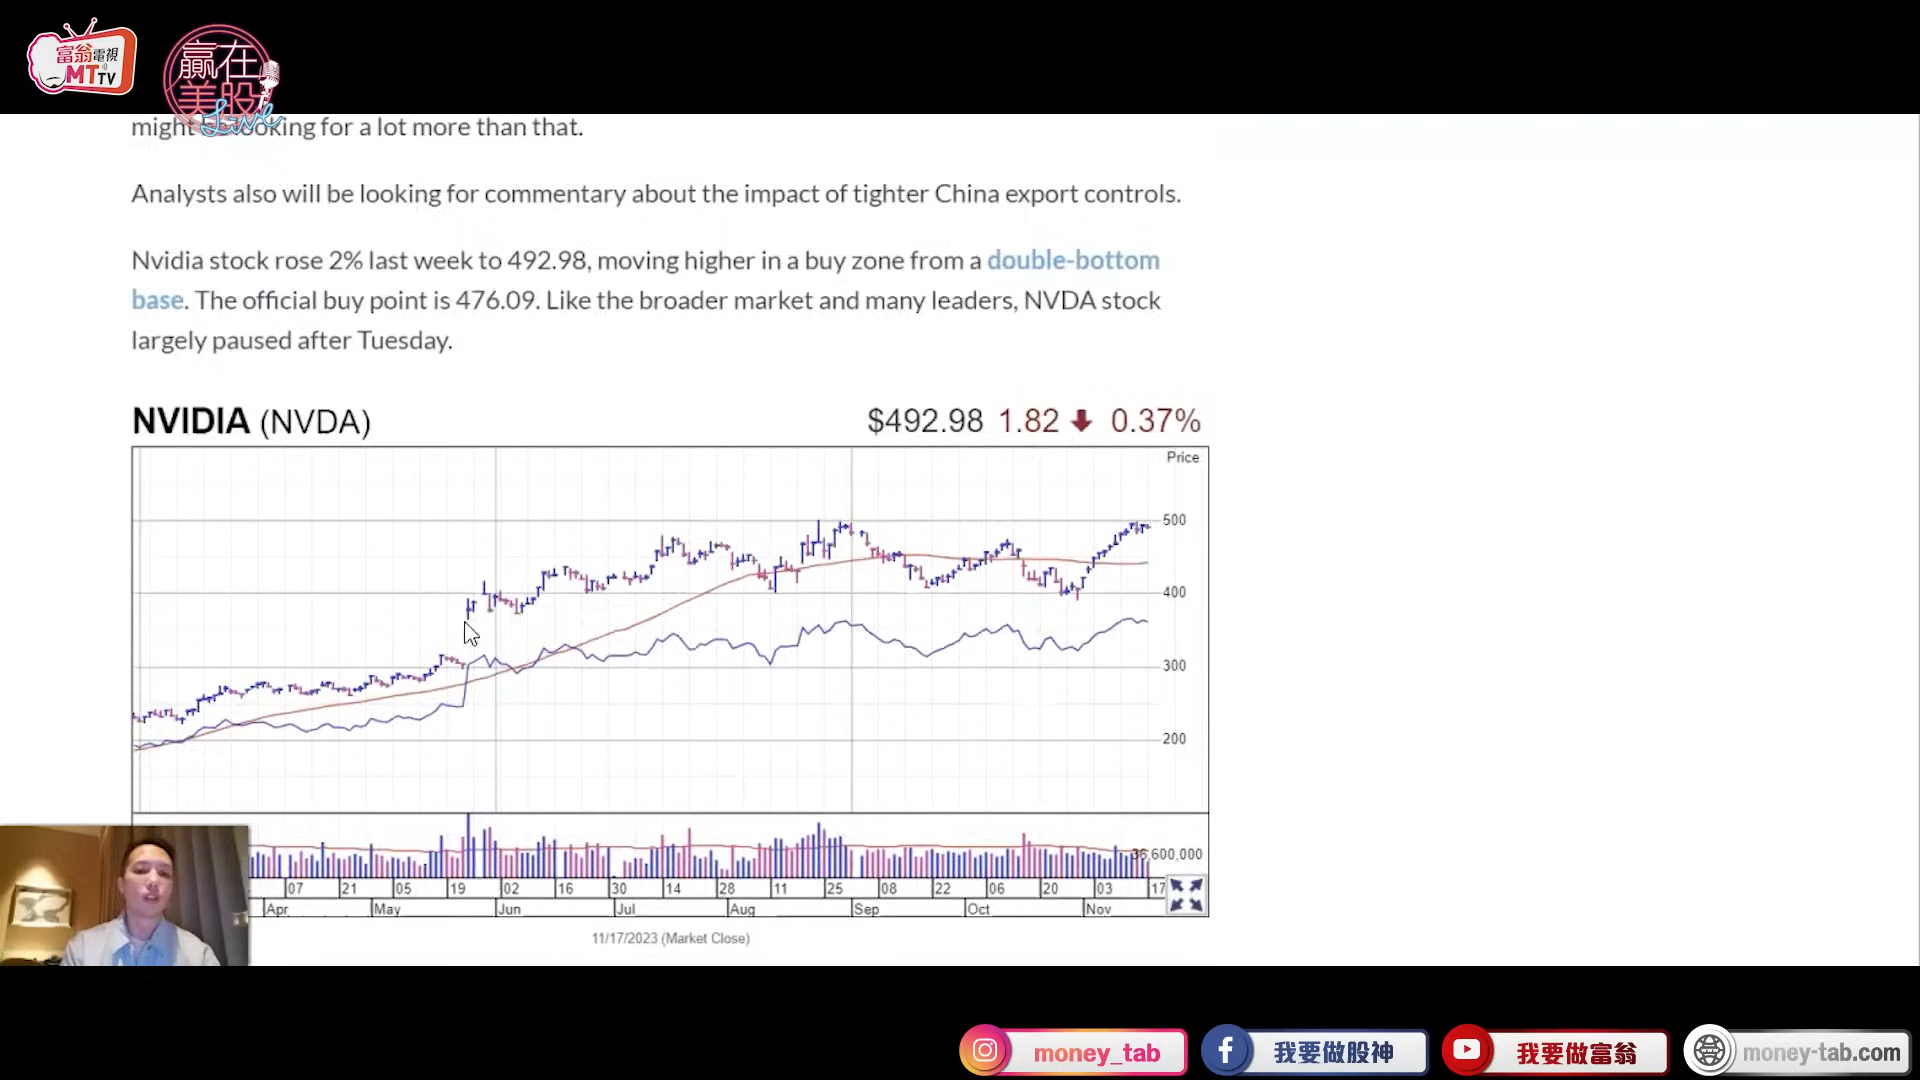 富翁電視
MTTV
贏在
美股
Live
might be looking for a lot more than that.
Analysts also will be looking for commentary about the impact of tighter China export controls.
Nvidia stock rose 2% last week to 492.98, moving higher in a buy zone from a double-bottom
base. The official buy point is 476.09. Like the broader market and many leaders, NVDA stock
largely paused after Tuesday.
NVIDIA (NVDA)
$492.98 1.82 0.37%
Price
500
400
300
200
36,600,000
07 21 05 19 02 16 30 14 28 11 25 08 22 06 20 03 17
Apr May Jun Jul Aug Sep Oct Nov
11/17/2023 (Market Close)
money_tab
我要做股神
我要做富翁
money-tab.com